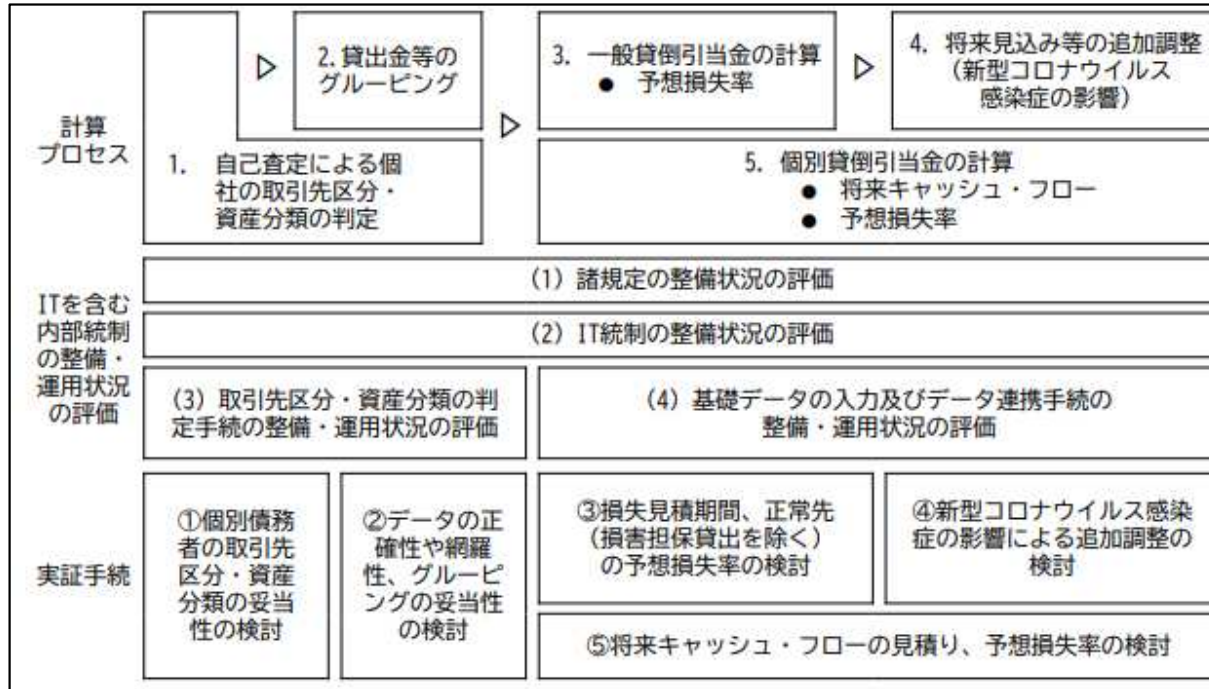 計算
プロセス
1. 自己査定による個
社の取引先区分・
資産分類の判定
▷
2.貸出金等の
グルーピング
▷
3. 一般貸倒引当金の計算
● 予想損失率
▷
4. 将来見込み等の追加調整
(新型コロナウイルス
感染症の影響)
5. 個別貸倒引当金の計算
● 将来キャッシュ・フロー
● 予想損失率
ITを含む
内部統制
の整備・
運用状況
の評価
(1) 諸規定の整備状況の評価
(2) IT統制の整備状況の評価
(3) 取引先区分・資産分類の判
定手続の整備・運用状況の評価
(4) 基礎データの入力及びデータ連携手続の
整備・運用状況の評価
実証手続
①個別債務
者の取引先
区分・資産
分類の妥当
性の検討
②データの正
確性や網羅
性、グルーピ
ングの妥当性
の検討
③損失見積期間、正常先
(損害担保貸出を除く)
の予想損失率の検討
④新型コロナウイルス感染
症の影響による追加調整の
検討
⑤将来キャッシュ・フローの見積り、予想損失率の検討